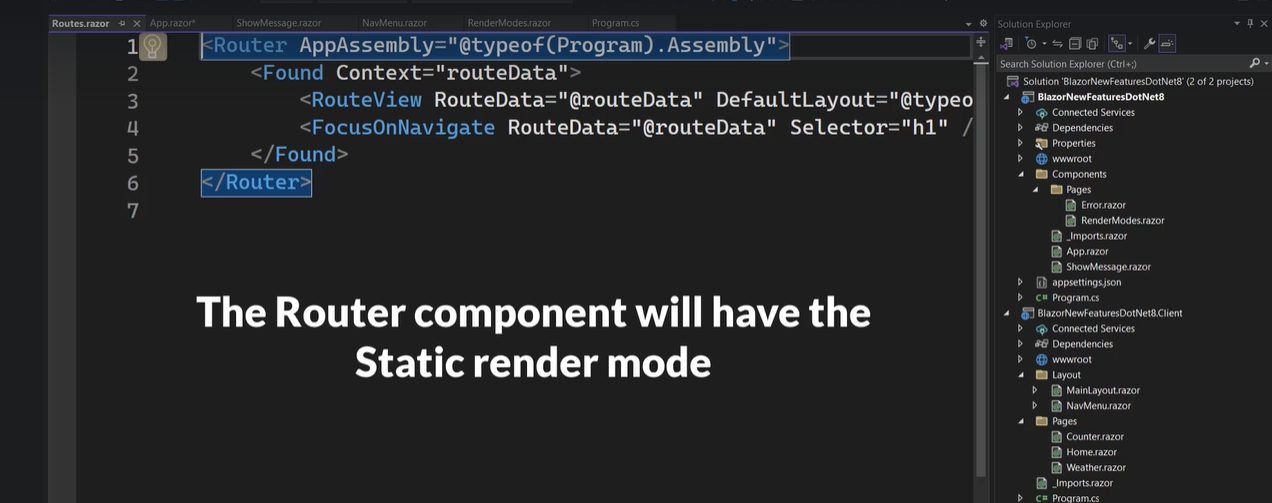 Routes.razor
App.razor*
ShowMessage.razor
NavMenu.razor
RenderModes.razor
Program.cs
1 <Router AppAssembly="@typeof(Program).Assembly">
2 <Found Context="routeData">
3 <RouteView RouteData="@routeData" DefaultLayout="@typeo
4 <FocusOnNavigate RouteData="@routeData" Selector="h1" /
5 </Found>
6 </Router>
7
The Router component will have the
Static render mode
Solution Explorer
Search Solution Explorer (Ctrl+;)
Solution 'BlazorNewFeaturesDotNet8' (2 of 2 projects)
BlazorNewFeaturesDotNet8
Connected Services
Dependencies
Properties
wwwroot
Components
Pages
Error.razor
RenderModes.razor
_Imports.razor
App.razor
ShowMessage.razor
appsettings.json
C# Program.cs
BlazorNewFeaturesDotNet8.Client
Connected Services
Dependencies
wwwroot
Layout
MainLayout.razor
NavMenu.razor
Pages
Counter.razor
Home.razor
Weather.razor
_Imports.razor
C# Program.cs